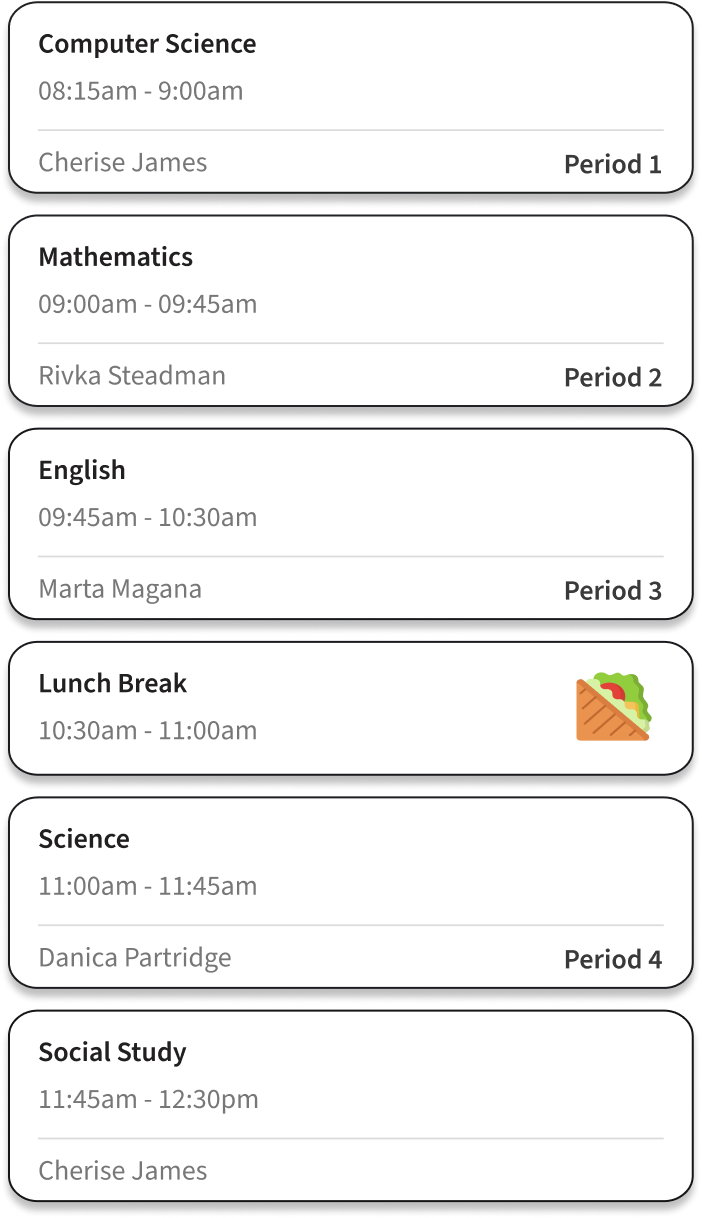 Computer Science
08:15am - 9:00am
Cherise James
Period 1
Mathematics
09:00am - 09:45am
Rivka Steadman
Period 2
English
09:45am - 10:30am
Marta Magana
Period 3
Lunch Break
10:30am - 11:00am
Science
11:00am - 11:45am
Danica Partridge
Period 4
Social Study
11:45am - 12:30pm
Cherise James